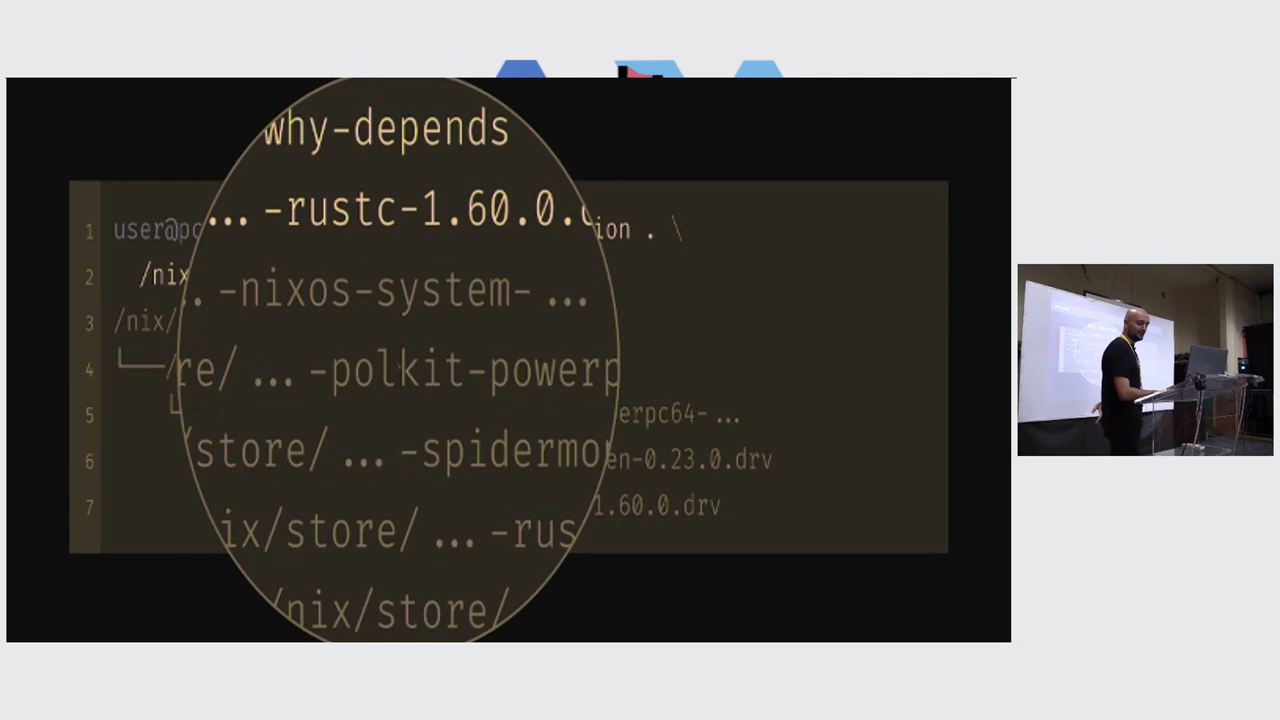 why-depends
... -rustc-1.60.0.
1 user@pc ion . \
2 /nix
.. -nixos-system- ...
3 /nix/
4 └──/re/ ... -polkit-powerp
5 erpc64- ...
/store/ ... -spidermon
6 en-0.23.0.drv
7 1.60.0.drv
ix/store/ ... -rus
/nix/store/